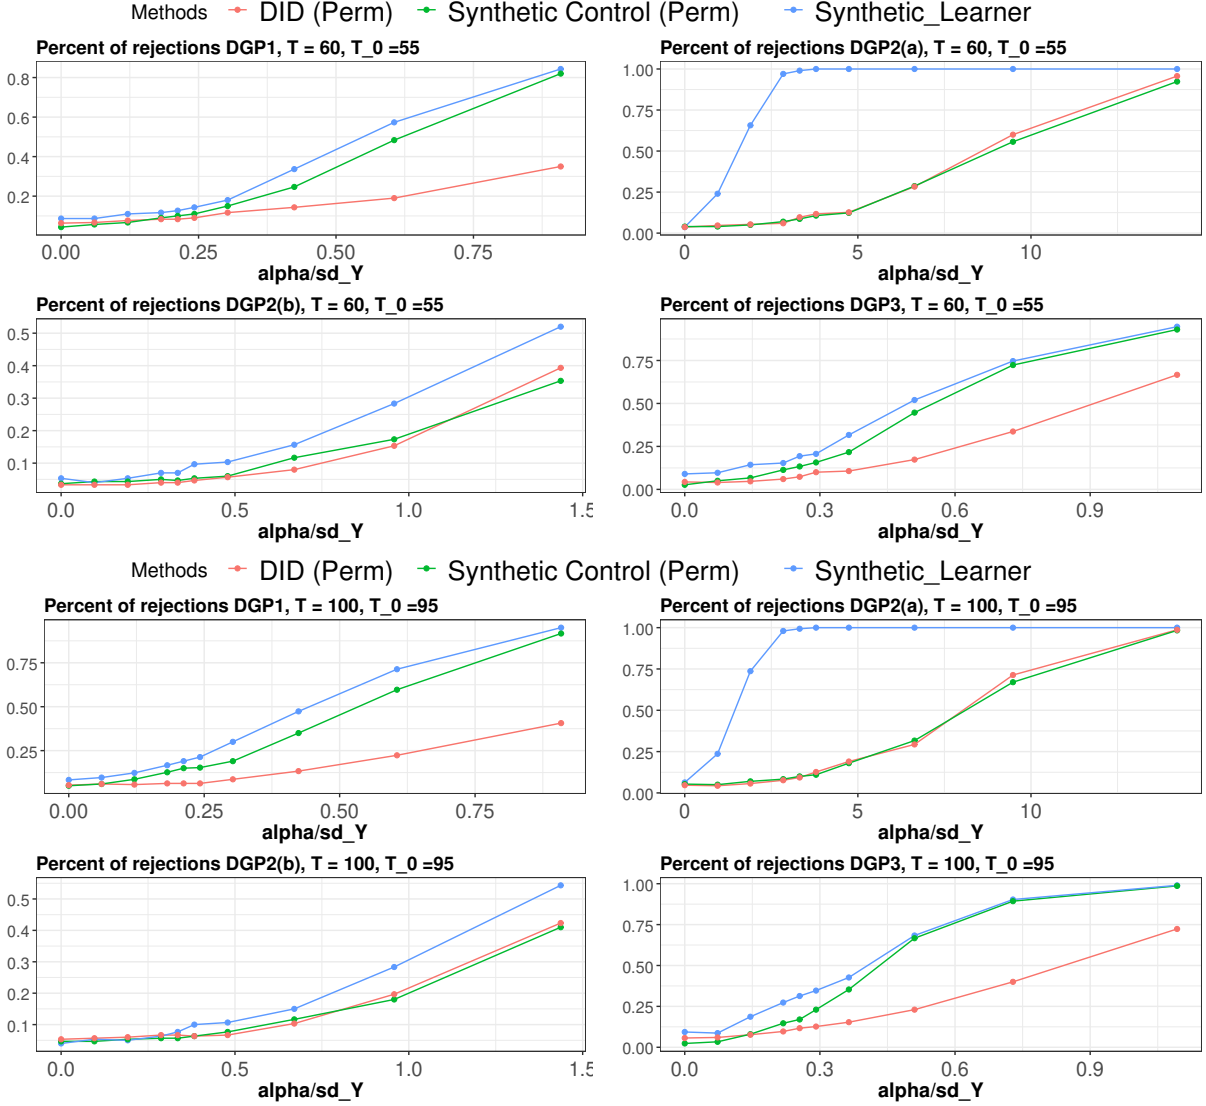 Methods DID (Perm) Synthetic Control (Perm) Synthetic_Learner
Percent of rejections DGP1, T = 60, T_0 =55
0.8
0.6
0.4
0.2
0.00 0.25 0.50 0.75
alpha/sd_Y
Percent of rejections DGP2(a), T = 60, T_0 =55
1.00
0.75
0.50
0.25
0.00
0 5 10
alpha/sd_Y
Percent of rejections DGP2(b), T = 60, T_0 =55
0.5
0.4
0.3
0.2
0.1
0.0 0.5 1.0 1.5
alpha/sd_Y
Percent of rejections DGP3, T = 60, T_0 =55
0.75
0.50
0.25
0.00
0.0 0.3 0.6 0.9
alpha/sd_Y
Methods DID (Perm) Synthetic Control (Perm) Synthetic_Learner
Percent of rejections DGP1, T = 100, T_0 =95
0.75
0.50
0.25
0.00 0.25 0.50 0.75
alpha/sd_Y
Percent of rejections DGP2(a), T = 100, T_0 =95
1.00
0.75
0.50
0.25
0.00
0 5 10
alpha/sd_Y
Percent of rejections DGP2(b), T = 100, T_0 =95
0.5
0.4
0.3
0.2
0.1
0.0 0.5 1.0 1.5
alpha/sd_Y
Percent of rejections DGP3, T = 100, T_0 =95
1.00
0.75
0.50
0.25
0.00
0.0 0.3 0.6 0.9
alpha/sd_Y